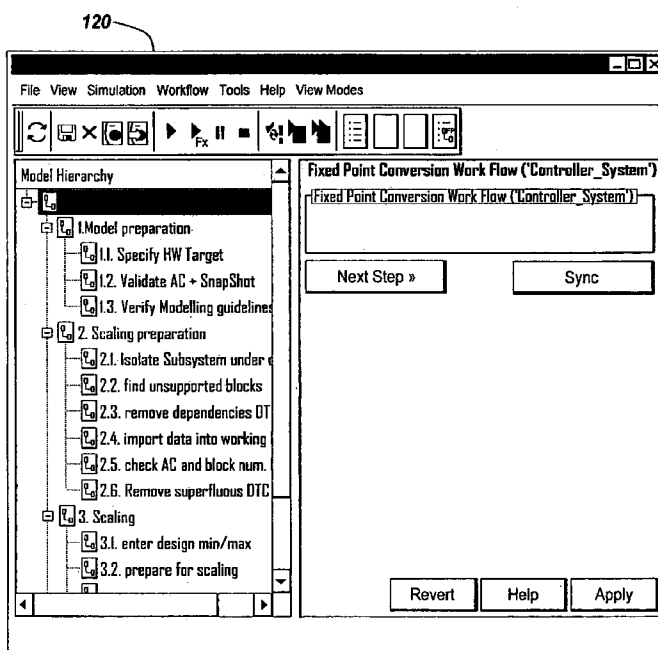 120
File View Simulation Workflow Tools Help View Modes
Fx
Model Hierarchy
1.Model preparation
1.1. Specify HW Target
1.2. Validate AC + SnapShot
1.3. Verify Modelling guidelines
2. Scaling preparation
2.1. Isolate Subsystem under
2.2. find unsupported blocks
2.3. remove dependencies DT
2.4. import data into working
2.5. check AC and block num.
2.6. Remove superfluous DTC
3. Scaling
3.1. enter design min/max
3.2. prepare for scaling
Fixed Point Conversion Work Flow ('Controller_System')
Fixed Point Conversion Work Flow ('Controller_System')
Next Step »
Sync
Revert
Help
Apply